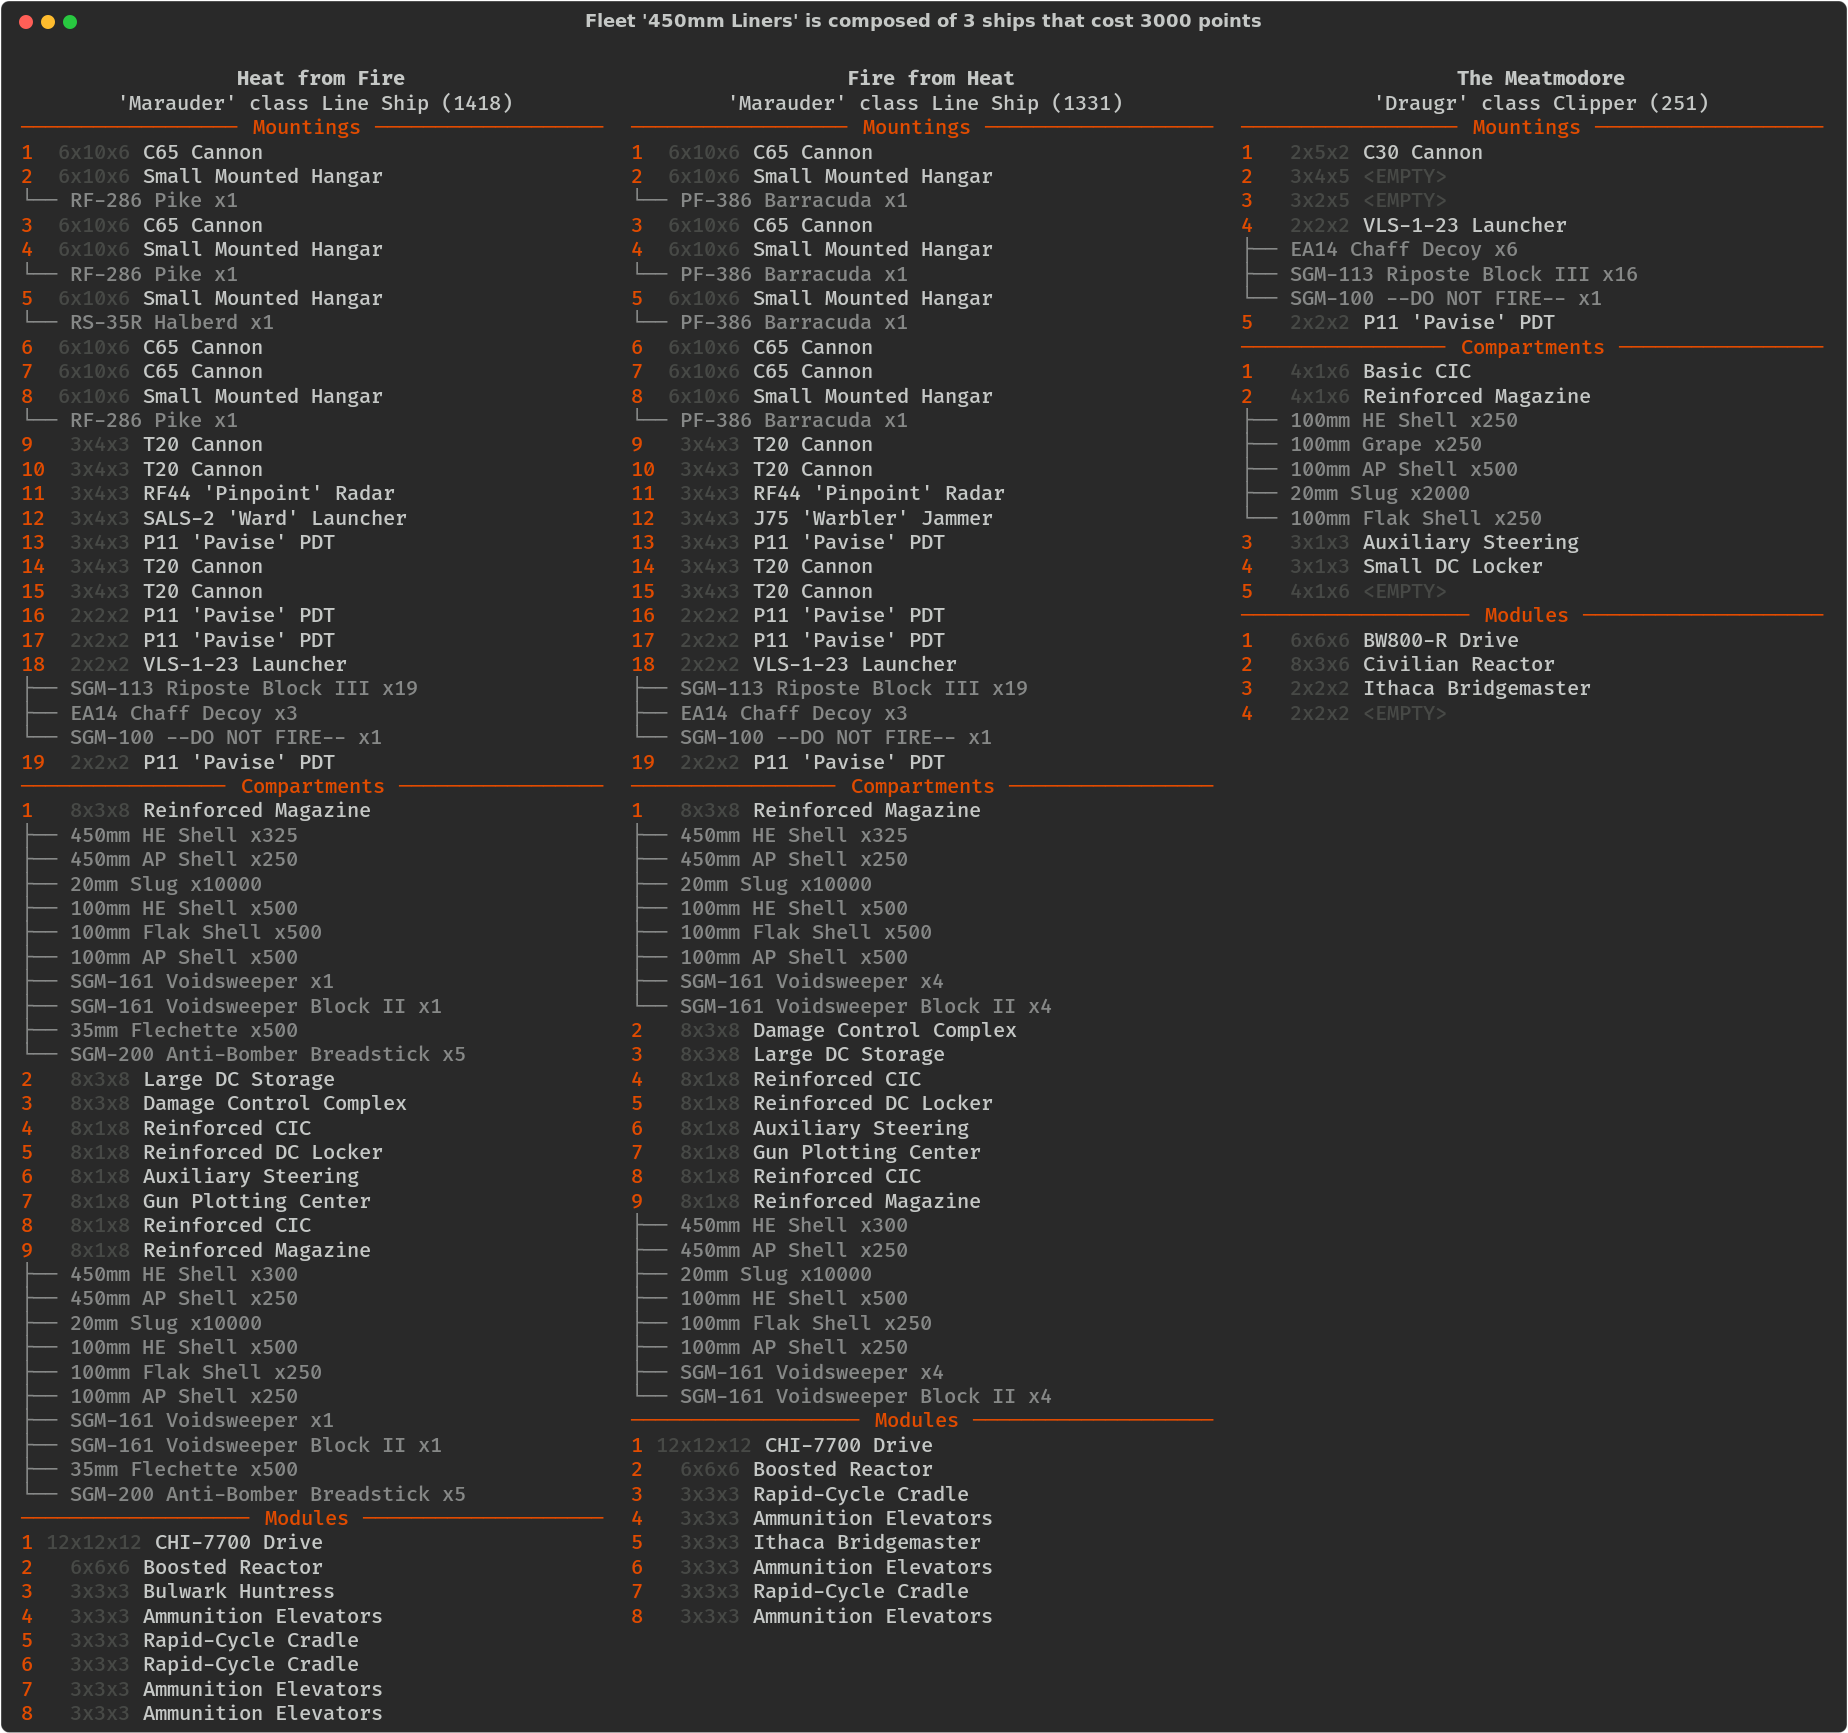 Fleet '450mm Liners' is composed of 3 ships that cost 3000 points
Heat from Fire
'Marauder' class Line Ship (1418)
Mountings
1 6x10x6 C65 Cannon
2 6x10x6 Small Mounted Hangar
RF-286 Pike x1
3 6x10x6 C65 Cannon
4 6x10x6 Small Mounted Hangar
RF-286 Pike x1
5 6x10x6 Small Mounted Hangar
RS-35R Halberd x1
6 6x10x6 C65 Cannon
7 6x10x6 C65 Cannon
8 6x10x6 Small Mounted Hangar
RF-286 Pike x1
9 3x4x3 T20 Cannon
10 3x4x3 T20 Cannon
11 3x4x3 RF44 'Pinpoint' Radar
12 3x4x3 SALS-2 'Ward' Launcher
13 3x4x3 P11 'Pavise' PDT
14 3x4x3 T20 Cannon
15 3x4x3 T20 Cannon
16 2x2x2 P11 'Pavise' PDT
17 2x2x2 P11 'Pavise' PDT
18 2x2x2 VLS-1-23 Launcher
SGM-113 Riposte Block III x19
EA14 Chaff Decoy x3
SGM-100 --DO NOT FIRE-- x1
19 2x2x2 P11 'Pavise' PDT
Compartments
1 8x3x8 Reinforced Magazine
450mm HE Shell x325
450mm AP Shell x250
20mm Slug x10000
100mm HE Shell x500
100mm Flak Shell x500
100mm AP Shell x500
SGM-161 Voidsweeper x1
SGM-161 Voidsweeper Block II x1
35mm Flechette x500
SGM-200 Anti-Bomber Breadstick x5
2 8x3x8 Large DC Storage
3 8x3x8 Damage Control Complex
4 8x1x8 Reinforced CIC
5 8x1x8 Reinforced DC Locker
6 8x1x8 Auxiliary Steering
7 8x1x8 Gun Plotting Center
8 8x1x8 Reinforced CIC
9 8x1x8 Reinforced Magazine
450mm HE Shell x300
450mm AP Shell x250
20mm Slug x10000
100mm HE Shell x500
100mm Flak Shell x250
100mm AP Shell x250
SGM-161 Voidsweeper x1
SGM-161 Voidsweeper Block II x1
35mm Flechette x500
SGM-200 Anti-Bomber Breadstick x5
Modules
1 12x12x12 CHI-7700 Drive
2 6x6x6 Boosted Reactor
3 3x3x3 Bulwark Huntress
4 3x3x3 Ammunition Elevators
5 3x3x3 Rapid-Cycle Cradle
6 3x3x3 Rapid-Cycle Cradle
7 3x3x3 Ammunition Elevators
8 3x3x3 Ammunition Elevators
Fire from Heat
'Marauder' class Line Ship (1331)
Mountings
1 6x10x6 C65 Cannon
2 6x10x6 Small Mounted Hangar
PF-386 Barracuda x1
3 6x10x6 C65 Cannon
4 6x10x6 Small Mounted Hangar
PF-386 Barracuda x1
5 6x10x6 Small Mounted Hangar
PF-386 Barracuda x1
6 6x10x6 C65 Cannon
7 6x10x6 C65 Cannon
8 6x10x6 Small Mounted Hangar
PF-386 Barracuda x1
9 3x4x3 T20 Cannon
10 3x4x3 T20 Cannon
11 3x4x3 RF44 'Pinpoint' Radar
12 3x4x3 J75 'Warbler' Jammer
13 3x4x3 P11 'Pavise' PDT
14 3x4x3 T20 Cannon
15 3x4x3 T20 Cannon
16 2x2x2 P11 'Pavise' PDT
17 2x2x2 P11 'Pavise' PDT
18 2x2x2 VLS-1-23 Launcher
SGM-113 Riposte Block III x19
EA14 Chaff Decoy x3
SGM-100 --DO NOT FIRE-- x1
19 2x2x2 P11 'Pavise' PDT
Compartments
1 8x3x8 Reinforced Magazine
450mm HE Shell x325
450mm AP Shell x250
20mm Slug x10000
100mm HE Shell x500
100mm Flak Shell x500
100mm AP Shell x500
SGM-161 Voidsweeper x4
SGM-161 Voidsweeper Block II x4
2 8x3x8 Damage Control Complex
3 8x3x8 Large DC Storage
4 8x1x8 Reinforced CIC
5 8x1x8 Reinforced DC Locker
6 8x1x8 Auxiliary Steering
7 8x1x8 Gun Plotting Center
8 8x1x8 Reinforced CIC
9 8x1x8 Reinforced Magazine
450mm HE Shell x300
450mm AP Shell x250
20mm Slug x10000
100mm HE Shell x500
100mm Flak Shell x250
100mm AP Shell x250
SGM-161 Voidsweeper x4
SGM-161 Voidsweeper Block II x4
Modules
1 12x12x12 CHI-7700 Drive
2 6x6x6 Boosted Reactor
3 3x3x3 Rapid-Cycle Cradle
4 3x3x3 Ammunition Elevators
5 3x3x3 Ithaca Bridgemaster
6 3x3x3 Ammunition Elevators
7 3x3x3 Rapid-Cycle Cradle
8 3x3x3 Ammunition Elevators
The Meatmodore
'Draugr' class Clipper (251)
Mountings
1 2x5x2 C30 Cannon
2 3x4x5 <EMPTY>
3 3x2x5 <EMPTY>
4 2x2x2 VLS-1-23 Launcher
EA14 Chaff Decoy x6
SGM-113 Riposte Block III x16
SGM-100 --DO NOT FIRE-- x1
5 2x2x2 P11 'Pavise' PDT
Compartments
1 4x1x6 Basic CIC
2 4x1x6 Reinforced Magazine
100mm HE Shell x250
100mm Grape x250
100mm AP Shell x500
20mm Slug x2000
100mm Flak Shell x250
3 3x1x3 Auxiliary Steering
4 3x1x3 Small DC Locker
5 4x1x6 <EMPTY>
Modules
1 6x6x6 BW800-R Drive
2 8x3x6 Civilian Reactor
3 2x2x2 Ithaca Bridgemaster
4 2x2x2 <EMPTY>